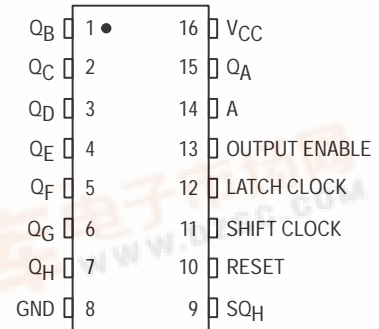 QB 1 16 VCC
QC 2 15 QA
QD 3 14 A
QE 4 13 OUTPUT ENABLE
QF 5 12 LATCH CLOCK
QG 6 11 SHIFT CLOCK
QH 7 10 RESET
GND 8 9 SQH